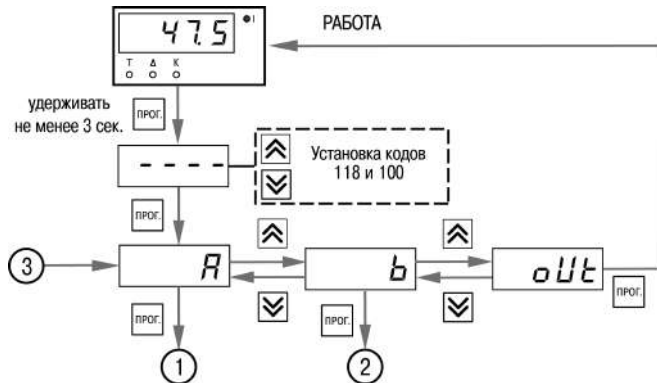 47.5
I
РАБОТА
T Δ K
удерживать
не менее 3 сек.
ПРОГ.
- - - -
Установка кодов
118 и 100
ПРОГ.
3
A
b
oUt
ПРОГ.
ПРОГ.
ПРОГ.
1
2